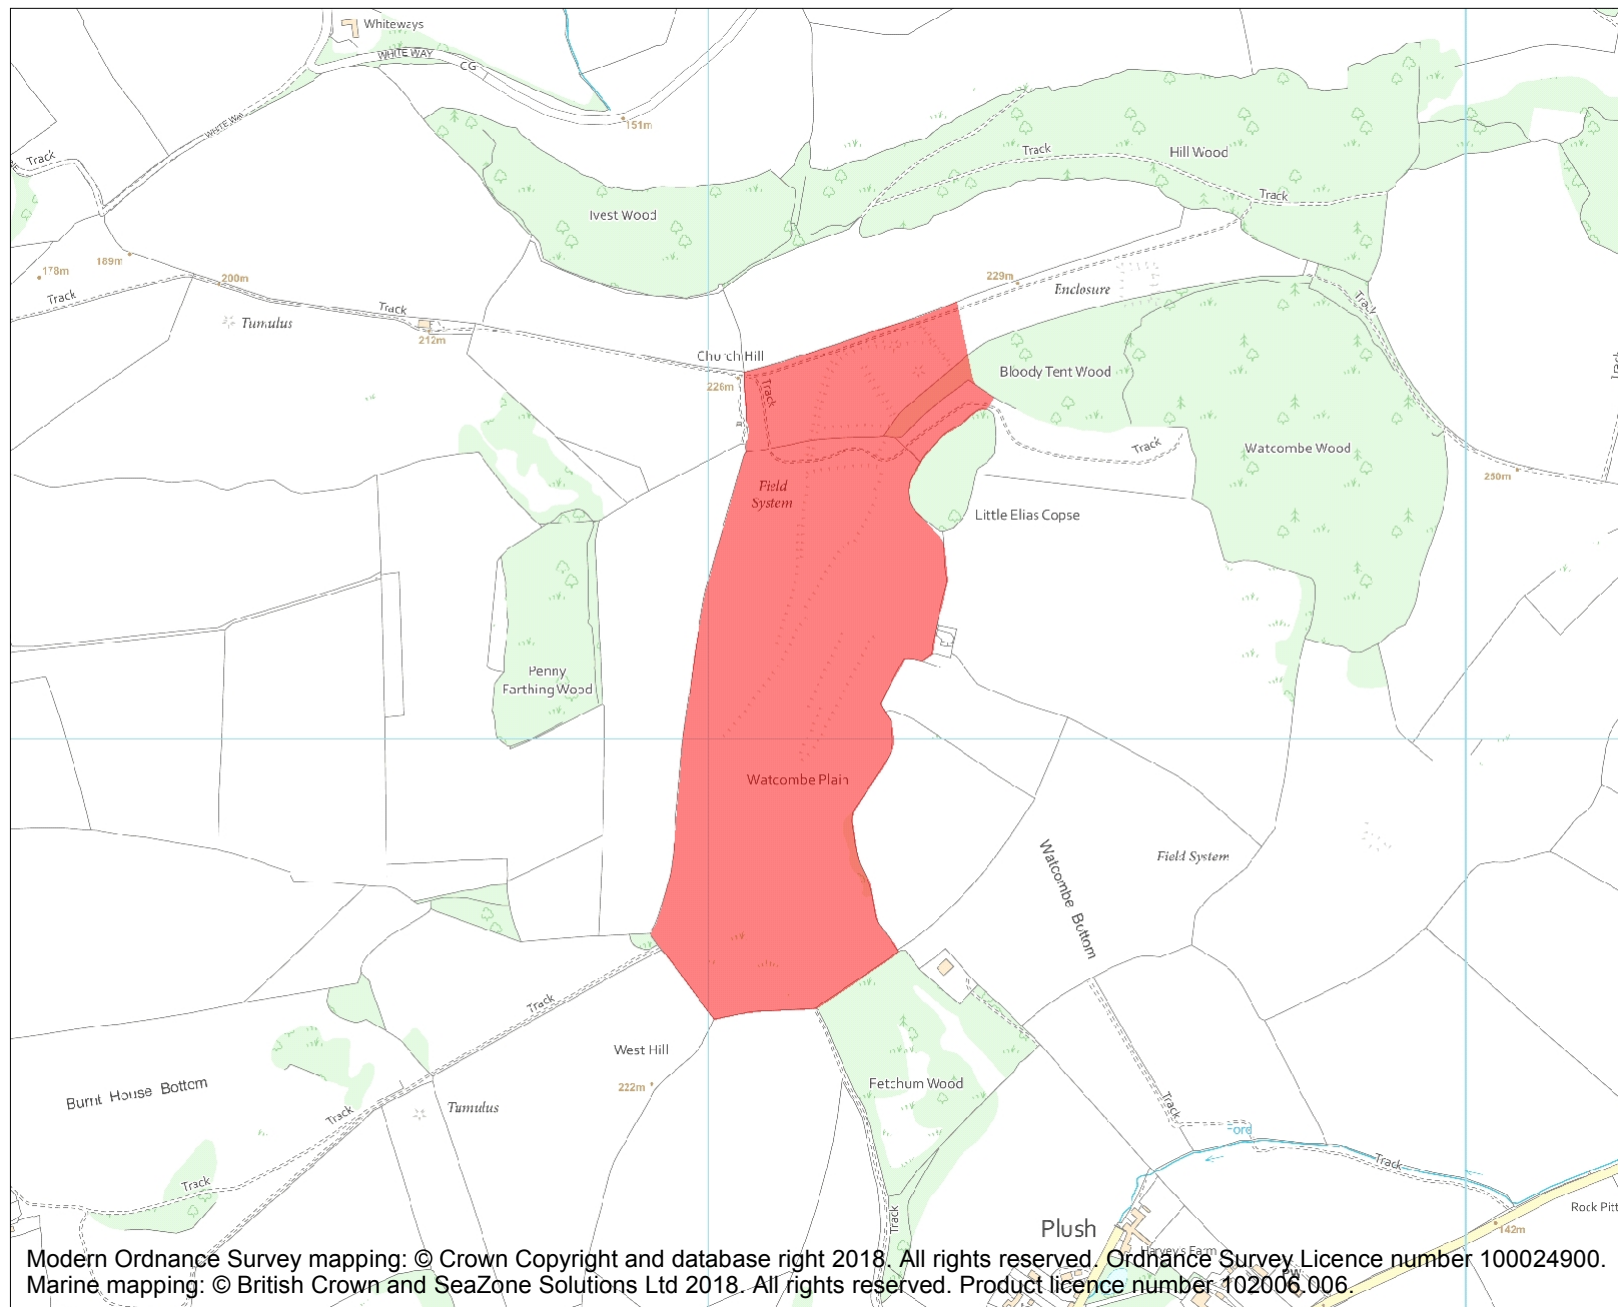 Whiteways
WHITE WAY
CG
151m
WHITE WAY
Track
Track
Hill Wood
Track
Ivest Wood
189m
178m
200m
Track
Track
Tumulus
212m
229m
Enclosure
Track
Church Hill
226m
Track
Bloody Tent Wood
Track
Watcombe Wood
250m
Field
System
Little Elias Copse
Penny
Farthing Wood
Watcombe Plain
Watcombe Bottom
Field System
Track
West Hill
222m
Fetchum Wood
Burnt House Bottom
Tumulus
Track
Track
Track
Ford
Track
Track
Rock Pitt
142m
Plush
Harvey's Farm
PW
Modern Ordnance Survey mapping: © Crown Copyright and database right 2018. All rights reserved. Ordnance Survey Licence number 100024900.
Marine mapping: © British Crown and SeaZone Solutions Ltd 2018. All rights reserved. Product licence number 102006.006.